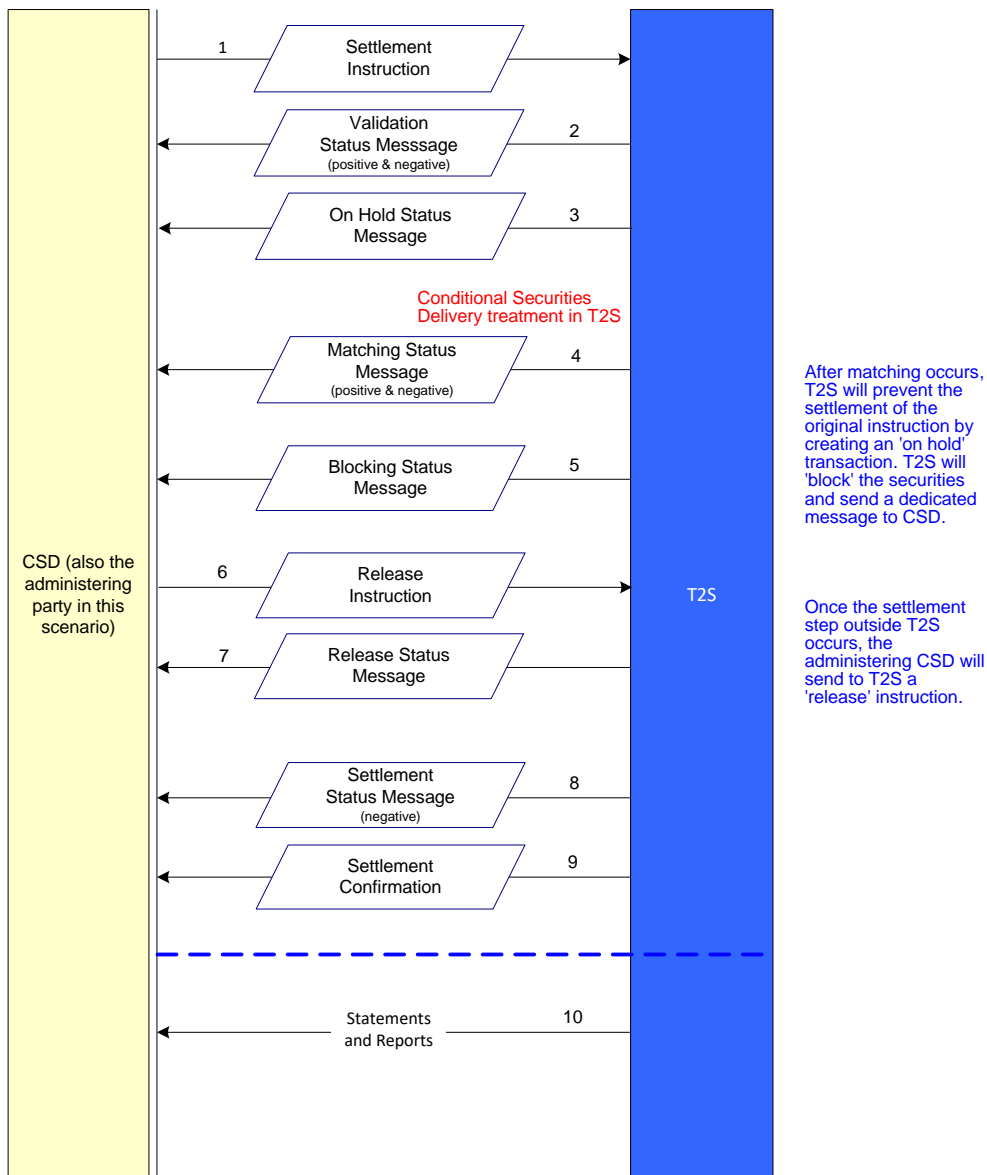 1
Settlement
Instruction
Validation
Status Messsage
(positive & negative)
2
On Hold Status
Message
3
Conditional Securities
Delivery treatment in T2S
Matching Status
Message
(positive & negative)
4
After matching occurs,
T2S will prevent the
settlement of the
original instruction by
creating an 'on hold'
transaction. T2S will
'block' the securities
and send a dedicated
message to CSD.
Blocking Status
Message
5
CSD (also the
administering
party in this
scenario)
6
Release
Instruction
T2S
Once the settlement
step outside T2S
occurs, the
administering CSD will
send to T2S a
'release' instruction.
7
Release Status
Message
Settlement
Status Message
(negative)
8
Settlement
Confirmation
9
Statements
and Reports
10